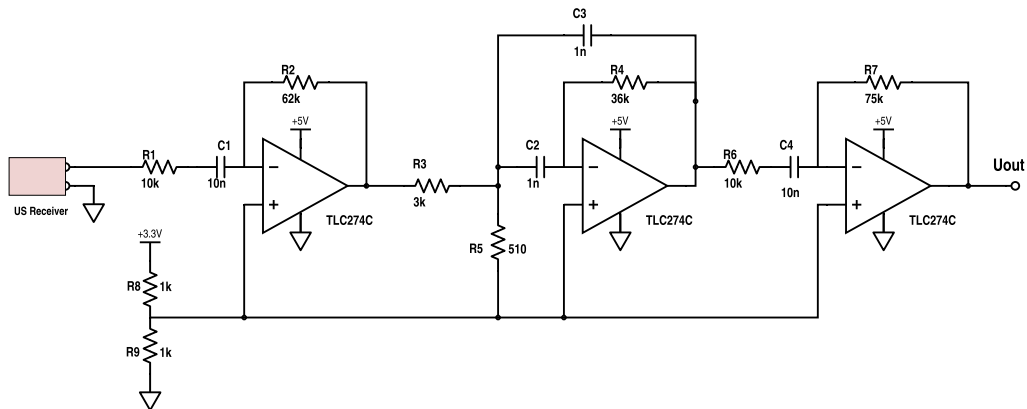 C3
1n
R2
62k
R4
36k
R7
75k
+5V
+5V
+5V
R1
10k
C1
10n
R3
3k
C2
1n
R6
10k
C4
10n
Uout
US Receiver
TLC274C
TLC274C
TLC274C
R5
510
+3.3V
R8
1k
R9
1k